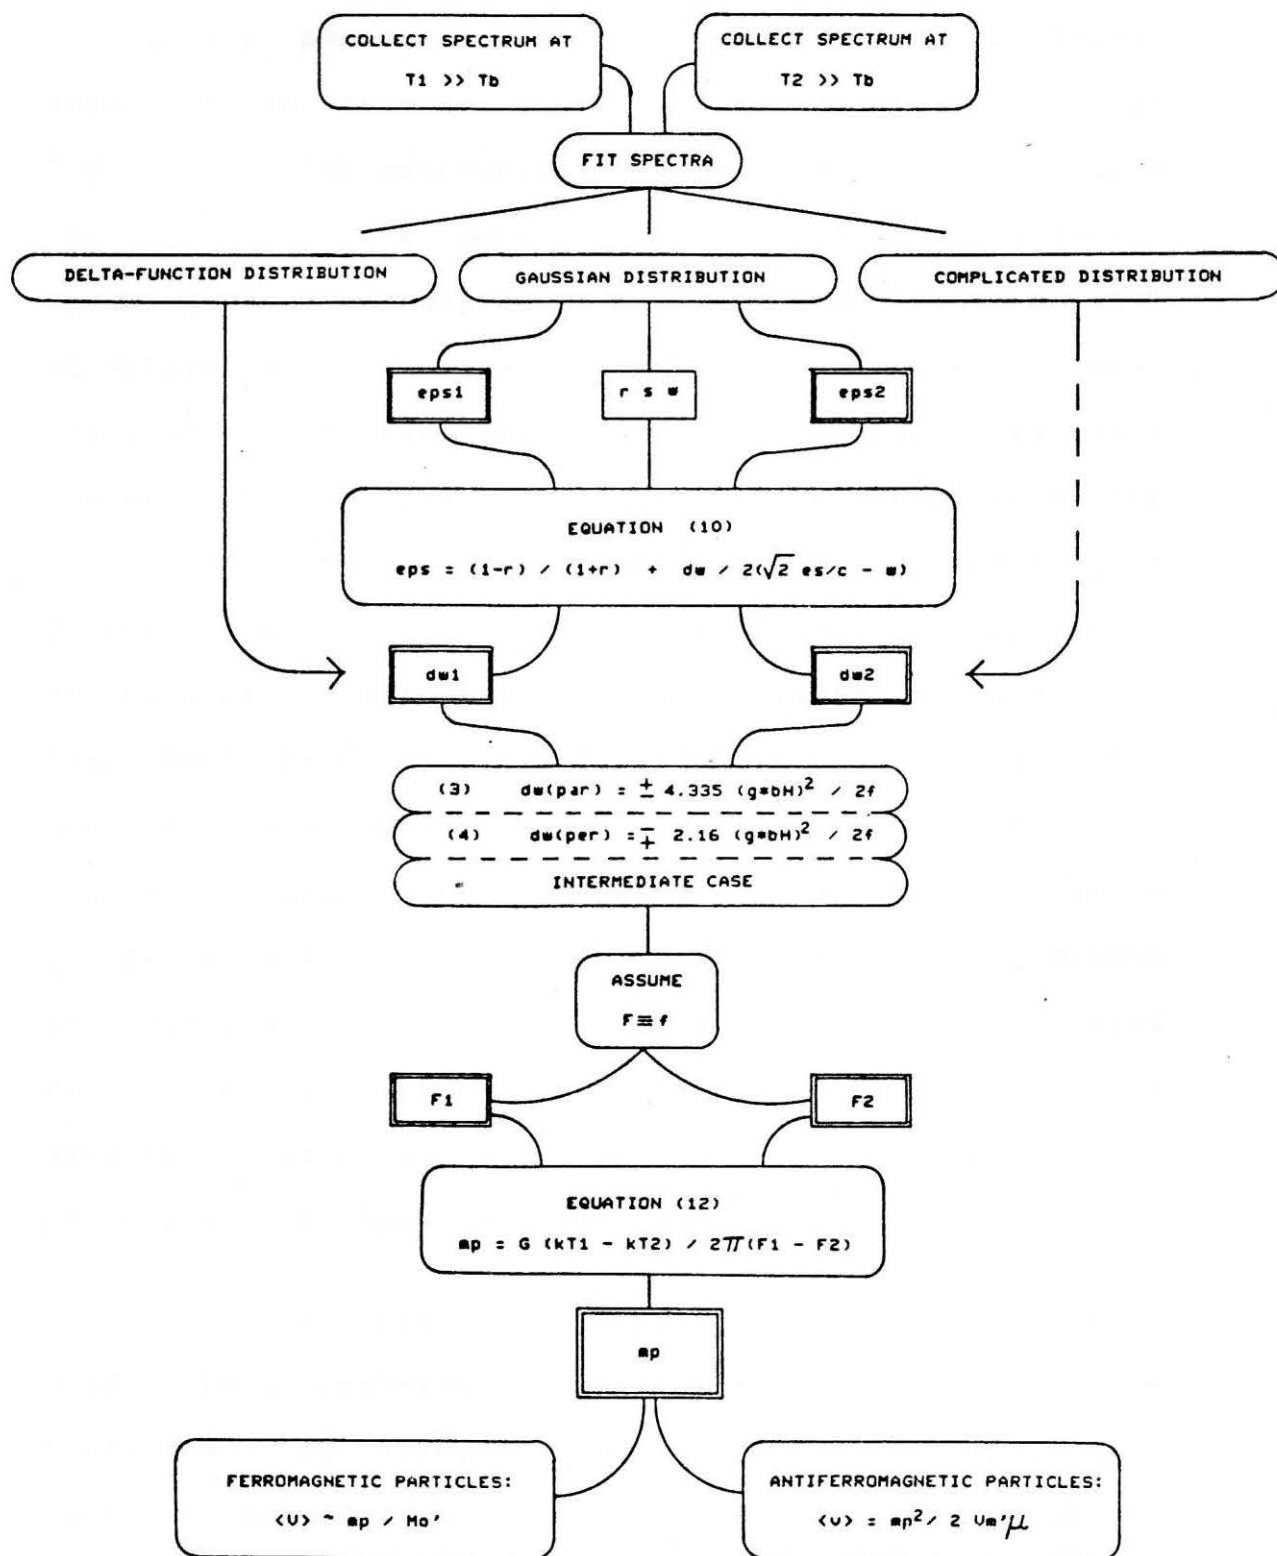 COLLECT SPECTRUM AT
T1 >> Tb
COLLECT SPECTRUM AT
T2 >> Tb
FIT SPECTRA
DELTA-FUNCTION DISTRIBUTION
GAUSSIAN DISTRIBUTION
COMPLICATED DISTRIBUTION
eps1
r s w
eps2
EQUATION (10)
eps = (1-r) / (1+r) + dw / 2(√2 es/c - w)
dw1
dw2
(3) dw(par) = ± 4.335 (g*bH)² / 2f
(4) dw(per) = ∓ 2.16 (g*bH)² / 2f
INTERMEDIATE CASE
ASSUME
F≡f
F1
F2
EQUATION (12)
mp = G (kT1 - kT2) / 2π(F1 - F2)
mp
FERROMAGNETIC PARTICLES:
<U> ~ mp / Mo'
ANTIFERROMAGNETIC PARTICLES:
<U> = mp² / 2 Um'μ